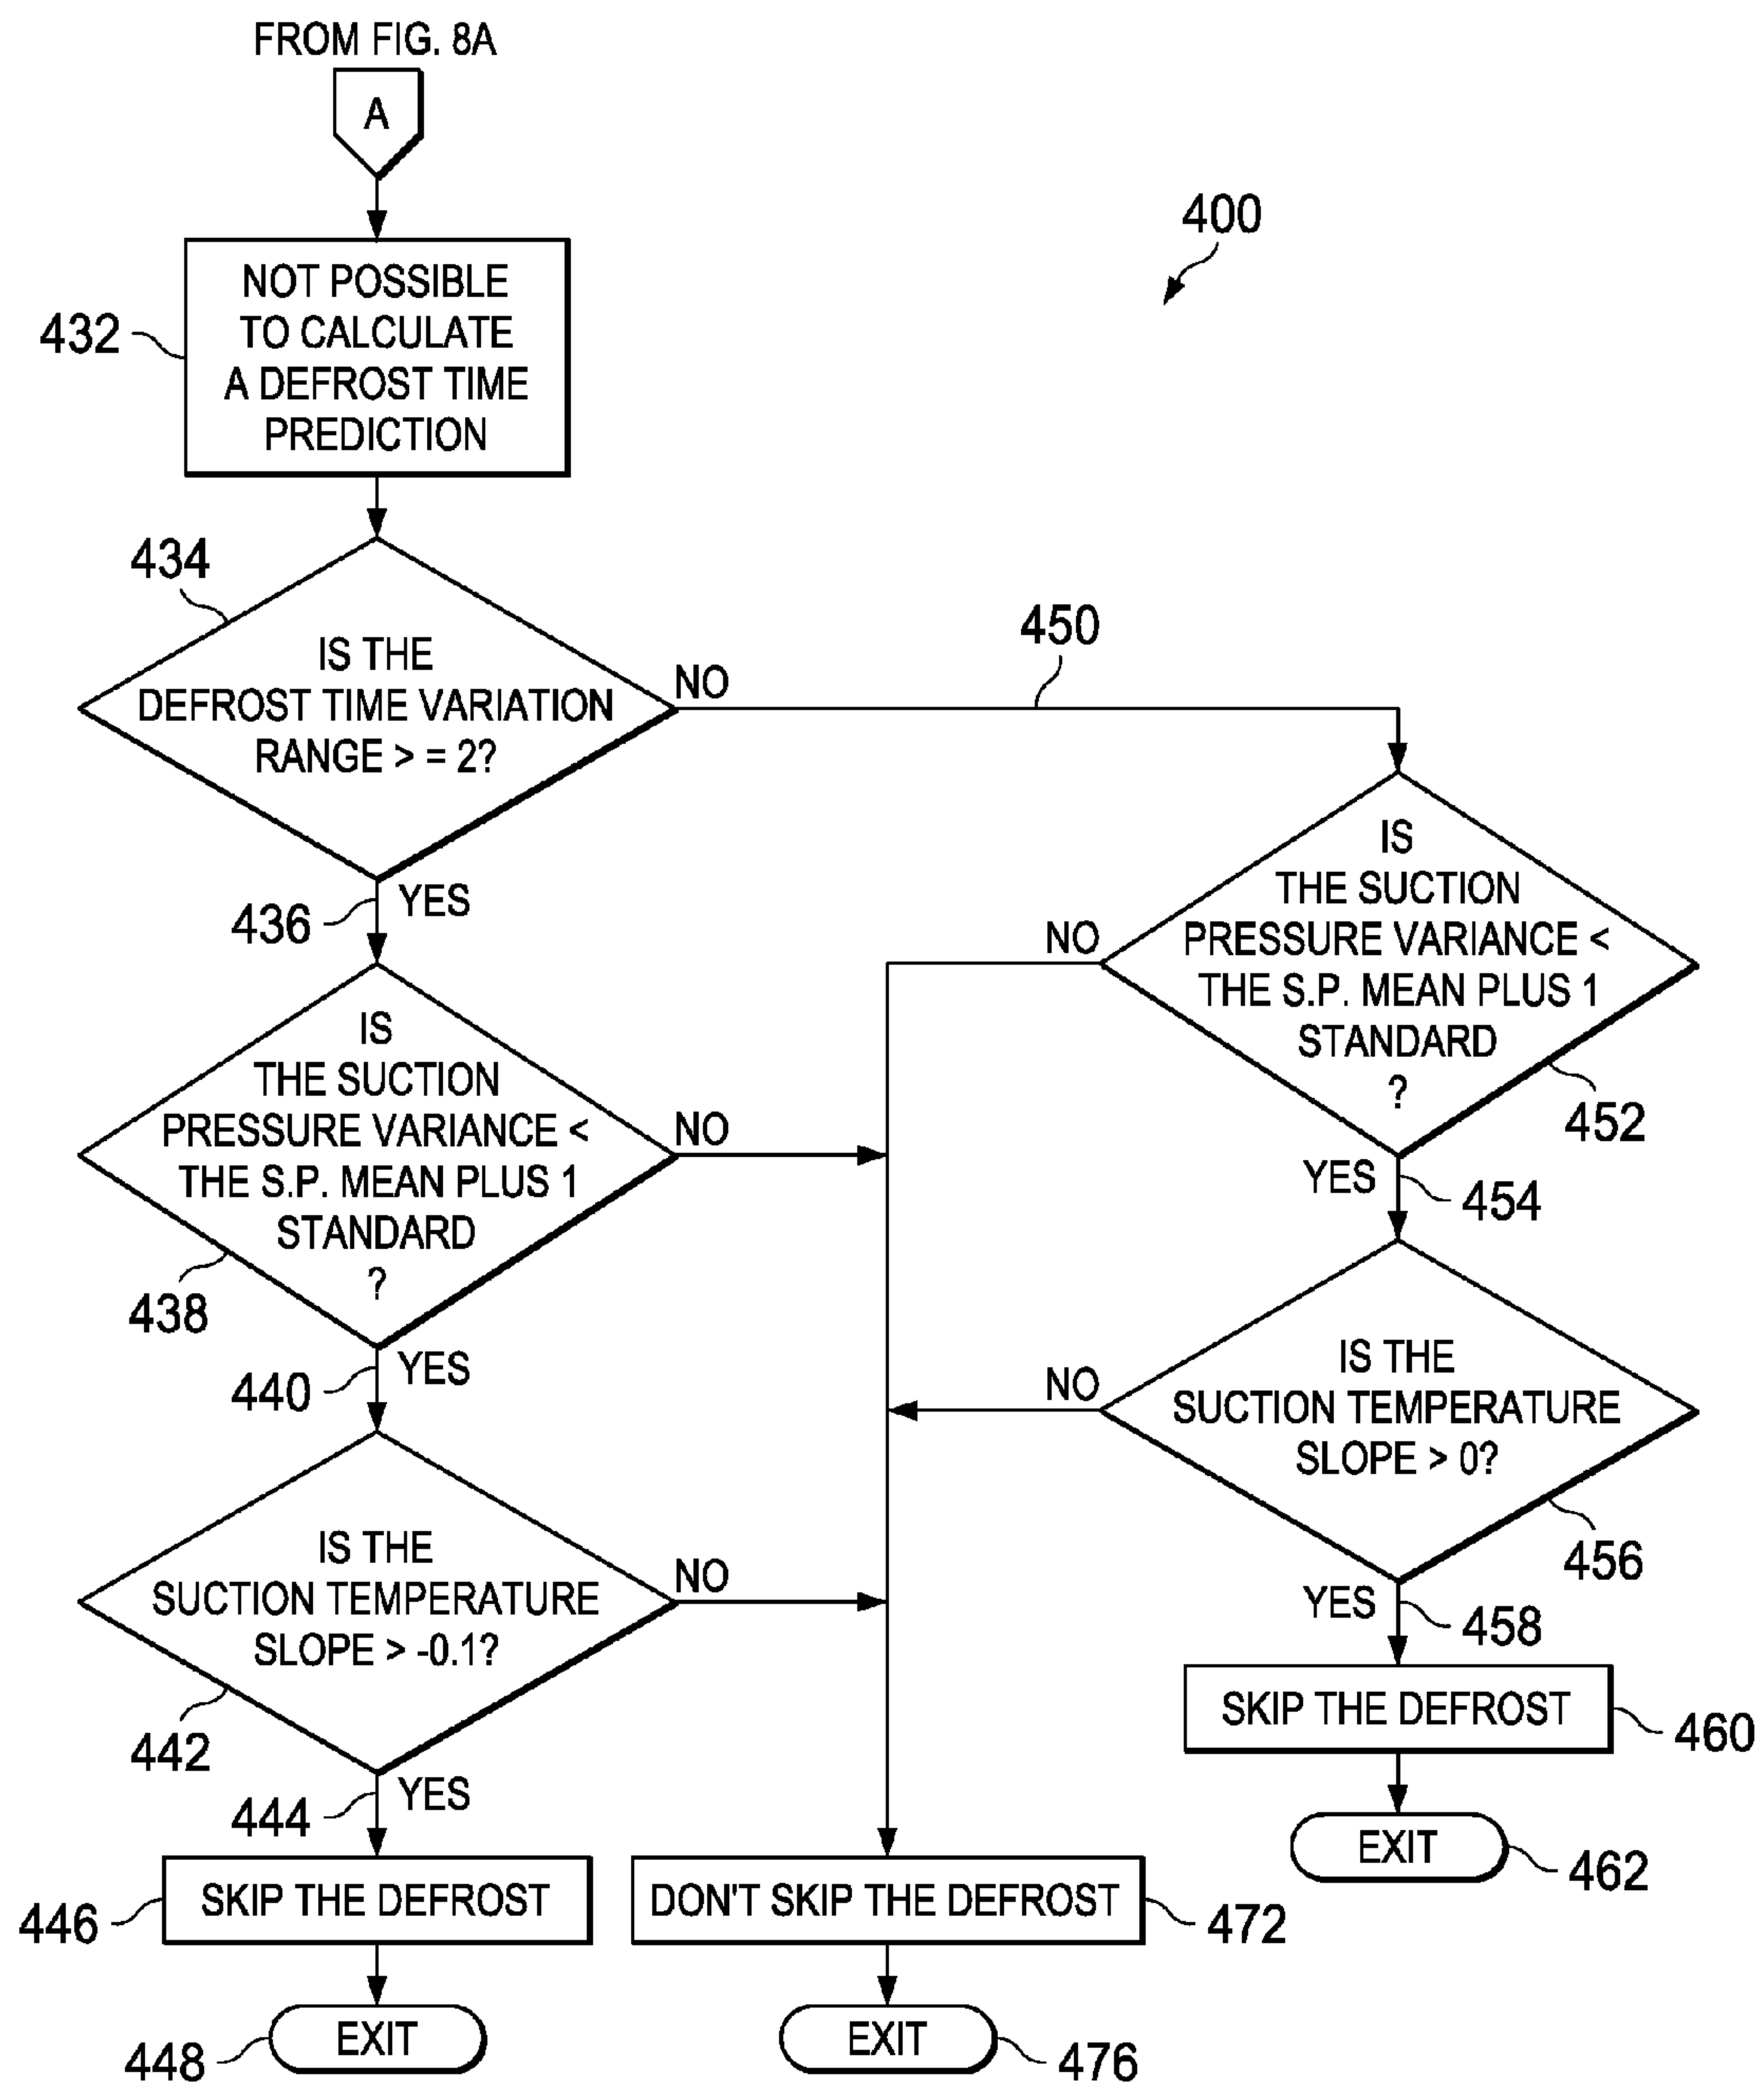 FROM FIG. 8A
A
400
NOT POSSIBLE
TO CALCULATE
A DEFROST TIME
PREDICTION
432
434
IS THE
DEFROST TIME VARIATION
RANGE > = 2?
NO
450
YES
436
IS
THE SUCTION
PRESSURE VARIANCE <
THE S.P. MEAN PLUS 1
STANDARD
?
NO
452
YES
454
IS
THE SUCTION
PRESSURE VARIANCE <
THE S.P. MEAN PLUS 1
STANDARD
?
NO
438
YES
440
IS THE
SUCTION TEMPERATURE
SLOPE > 0?
NO
456
YES
458
IS THE
SUCTION TEMPERATURE
SLOPE > -0.1?
NO
442
YES
444
SKIP THE DEFROST
460
EXIT
462
SKIP THE DEFROST
446
DON'T SKIP THE DEFROST
472
EXIT
448
EXIT
476